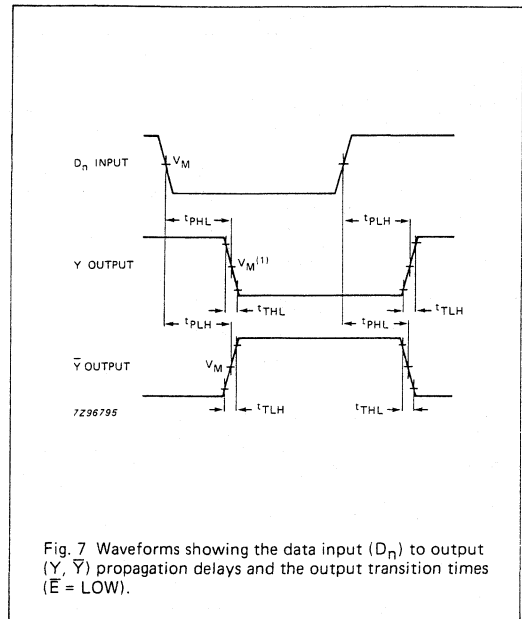 Dn INPUT
VM
tPHL
tPLH
Y OUTPUT
VM(1)
tTHL
tTLH
tPLH
tPHL
Y̅ OUTPUT
VM
7Z96795
tTLH
tTHL
Fig. 7 Waveforms showing the data input (Dn) to output
(Y, Y̅) propagation delays and the output transition times
(E̅ = LOW).